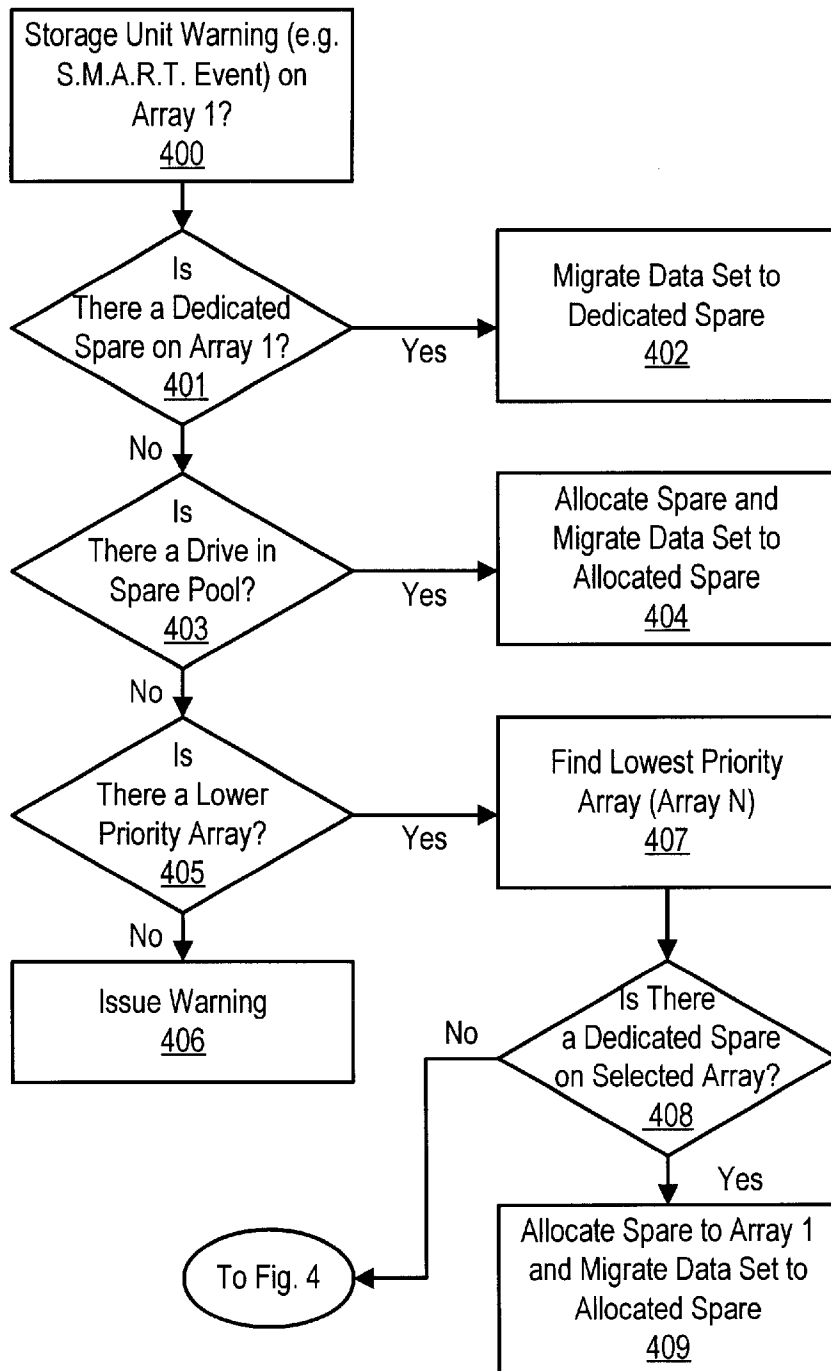 Storage Unit Warning (e.g.
S.M.A.R.T. Event) on
Array 1?
400
Is
There a Dedicated
Spare on Array 1?
401
Yes
Migrate Data Set to
Dedicated Spare
402
No
Is
There a Drive in
Spare Pool?
403
Yes
Allocate Spare and
Migrate Data Set to
Allocated Spare
404
No
Is
There a Lower
Priority Array?
405
Yes
Find Lowest Priority
Array (Array N)
407
No
Issue Warning
406
Is There
a Dedicated Spare
on Selected Array?
408
No
Yes
To Fig. 4
Allocate Spare to Array 1
and Migrate Data Set to
Allocated Spare
409